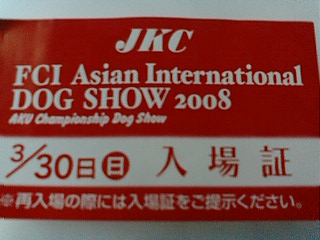 JKC
FCI Asian International
DOG SHOW 2008
AKU Championship Dog Show
3/30日(日) 入場証
※再入場の際には入場証をご提示ください。